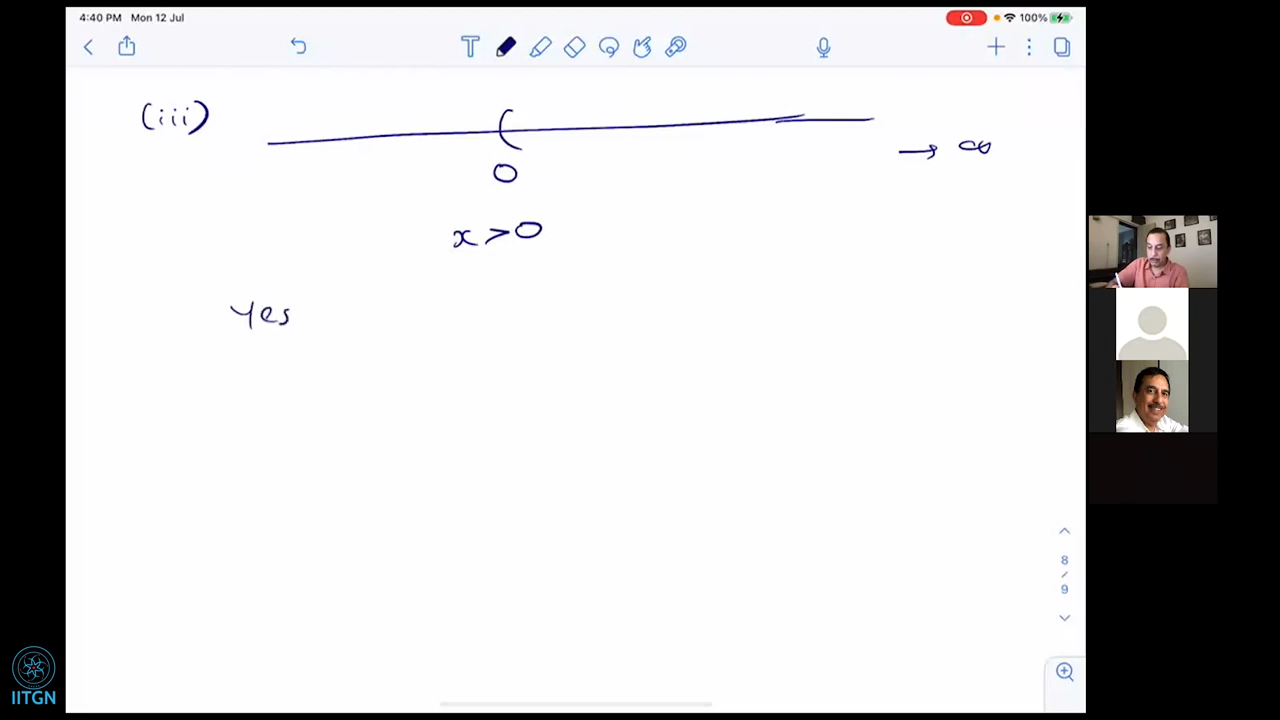 4:40 PM Mon 12 Jul
100%
(iii)
0
→ ∞
x > 0
Yes
8
/
9
IITGN